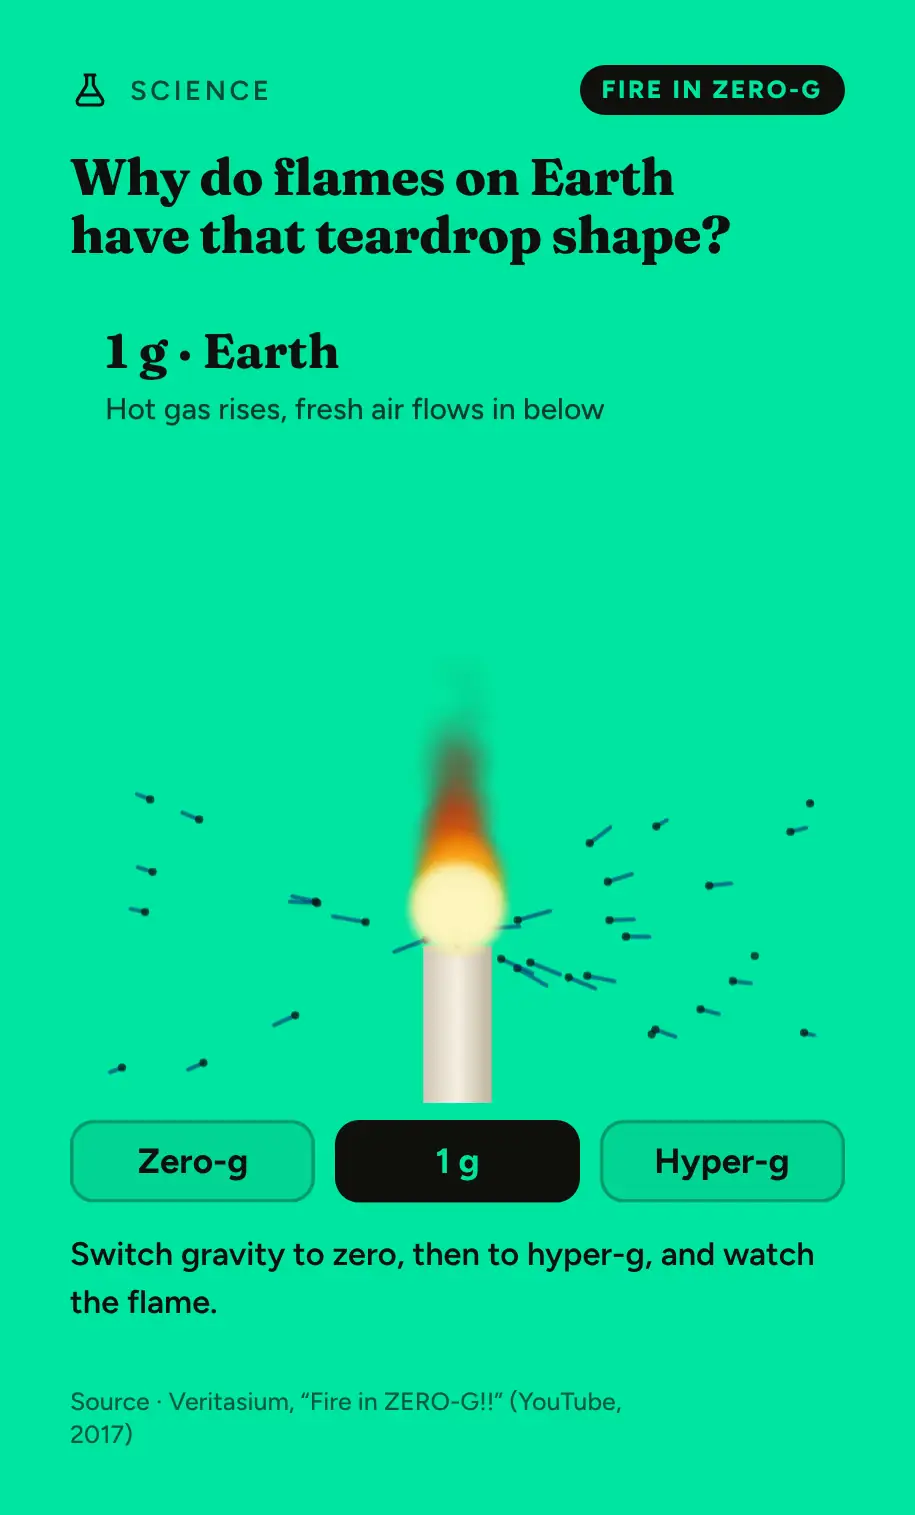 SCIENCE
FIRE IN ZERO-G
Why do flames on Earth
have that teardrop shape?
1 g · Earth
Hot gas rises, fresh air flows in below
Zero-g
1 g
Hyper-g
Switch gravity to zero, then to hyper-g, and watch
the flame.
Source · Veritasium, “Fire in ZERO-G!!” (YouTube,
2017)